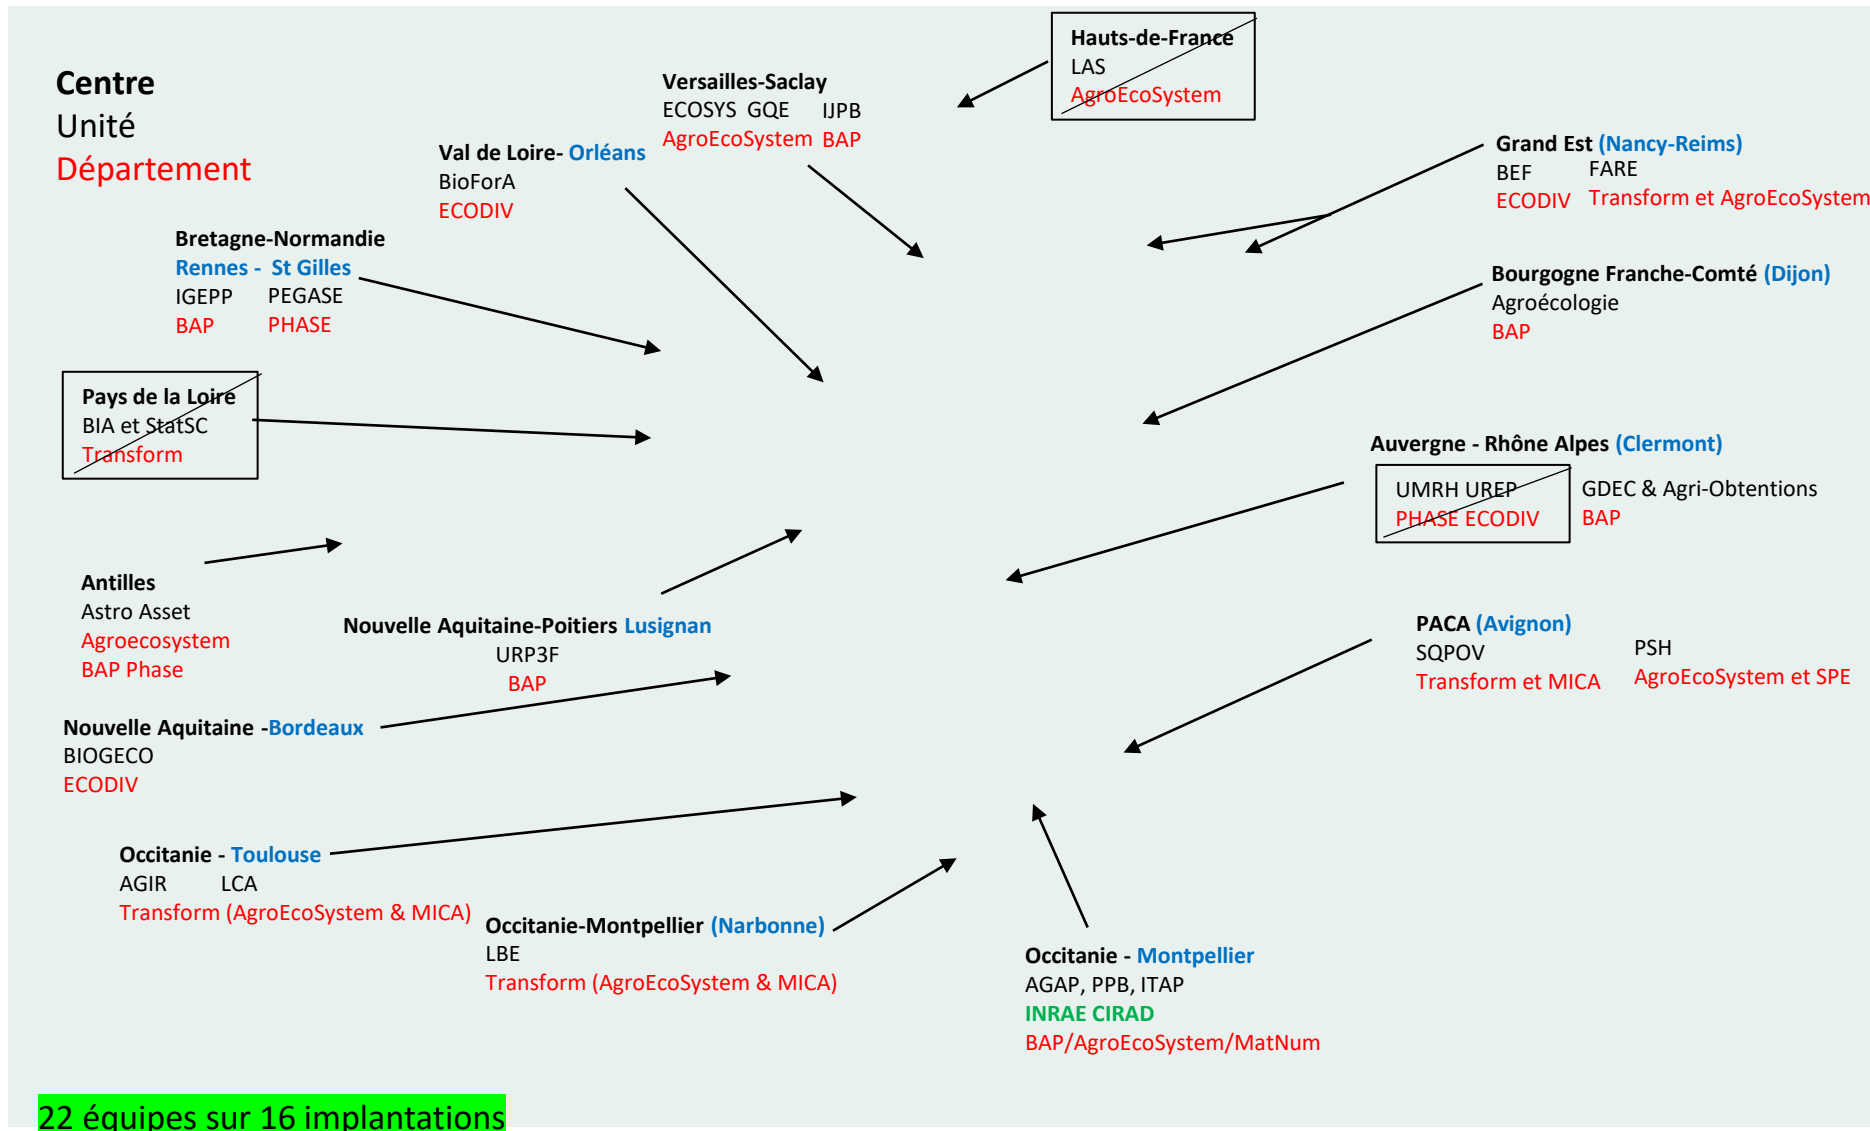 Centre
Unité
Département
Hauts-de-France
LAS
AgroEcoSystem
Versailles-Saclay
ECOSYS GQE IJPB
AgroEcoSystem BAP
Val de Loire- Orléans
BioForA
ECODIV
Grand Est (Nancy-Reims)
BEF FARE
ECODIV Transform et AgroEcoSystem
Bretagne-Normandie
Rennes - St Gilles
IGEPP PEGASE
BAP PHASE
Bourgogne Franche-Comté (Dijon)
Agroécologie
BAP
Pays de la Loire
BIA et StatSC
Transform
Auvergne - Rhône Alpes (Clermont)
UMRH UREP GDEC & Agri-Obtentions
PHASE ECODIV BAP
Antilles
Astro Asset
Agroecosystem
BAP Phase
Nouvelle Aquitaine-Poitiers Lusignan
URP3F
BAP
PACA (Avignon)
SQPOV PSH
Transform et MICA AgroEcoSystem et SPE
Nouvelle Aquitaine -Bordeaux
BIOGECO
ECODIV
Occitanie - Toulouse
AGIR LCA
Transform (AgroEcoSystem & MICA)
Occitanie-Montpellier (Narbonne)
LBE
Transform (AgroEcoSystem & MICA)
Occitanie - Montpellier
AGAP, PPB, ITAP
INRAE CIRAD
BAP/AgroEcoSystem/MatNum
22 équipes sur 16 implantations